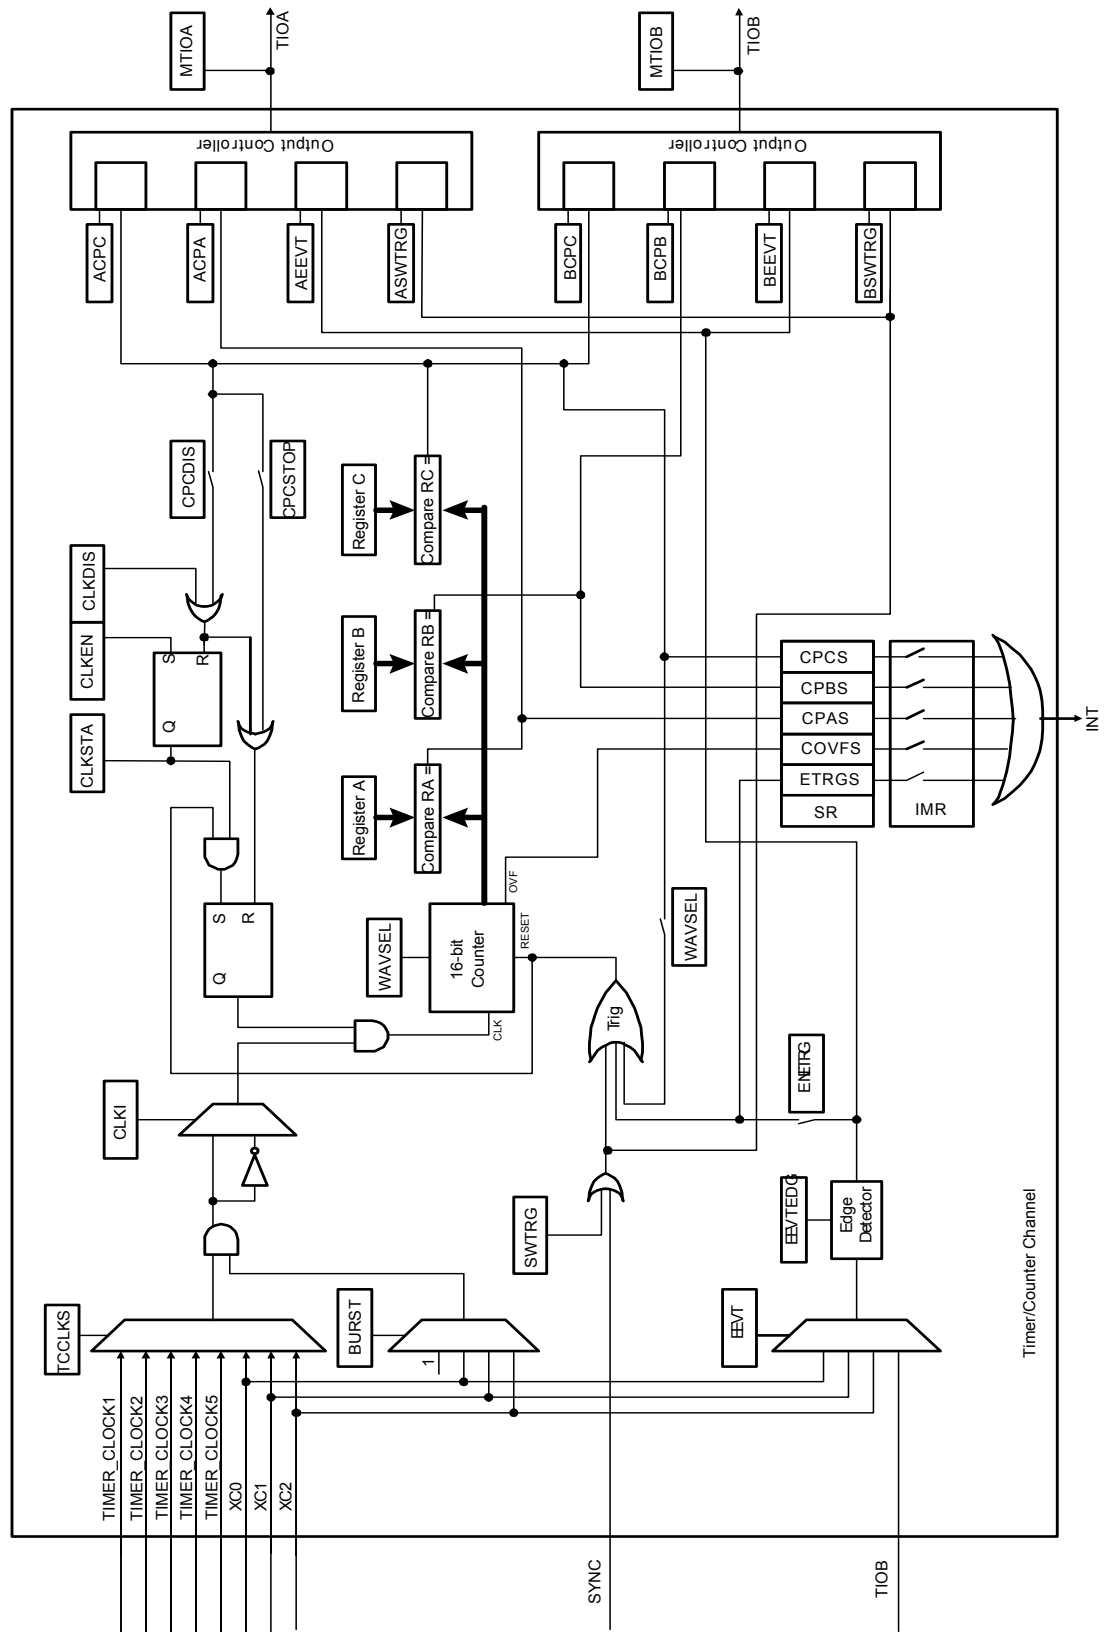 MTIOA
TIOA
MTIOB
TIOB
Output Controller
Output Controller
ACPC
ACPA
AEEVT
ASWTRG
BCPC
BCPB
BEEVT
BSWTRG
CPCDIS
CPCSTOP
CLKDIS
CLKEN
CLKSTA
S
R
Q
S
R
Q
Register C
Compare RC =
Register B
Compare RB =
Register A
Compare RA =
CPCS
CPBS
CPAS
COVFS
ETRGS
SR
IMR
INT
WAVSEL
16-bit
Counter
OVF
RESET
CLK
WAVSEL
Trig
ENETRG
CLKI
SWTRG
EEVTEDG
Edge
Detector
TCCLKS
BURST
1
EEVT
TIMER_CLOCK1
TIMER_CLOCK2
TIMER_CLOCK3
TIMER_CLOCK4
TIMER_CLOCK5
XC0
XC1
XC2
SYNC
TIOB
Timer/Counter Channel